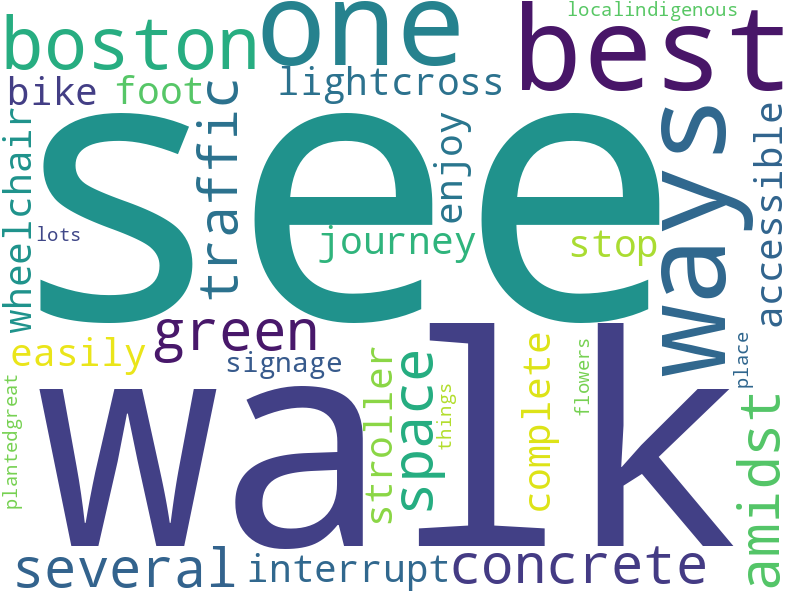 localindigenous
boston
one
best
lightcross
bike
foot
see
traffic
enjoy
ways
accessible
wheelchair
lots
journey
stop
green
easily
signage
walk
stroller
space
things
complete
flowers
place
plantedgreat
amidst
several
interrupt
concrete